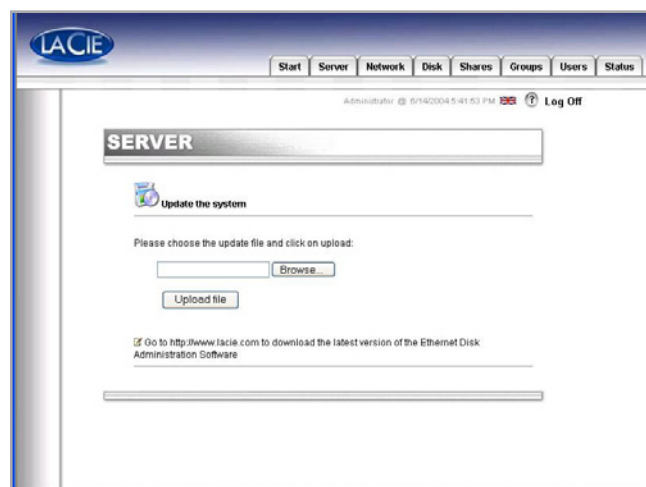 LACIE
Start Server Network Disk Shares Groups Users Status
Administrator @ 6/14/2004 5:41:53 PM ? Log Off
SERVER
Update the system
Please choose the update file and click on upload:
Browse...
Upload file
Go to http://www.lacie.com to download the latest version of the Ethernet Disk
Administration Software